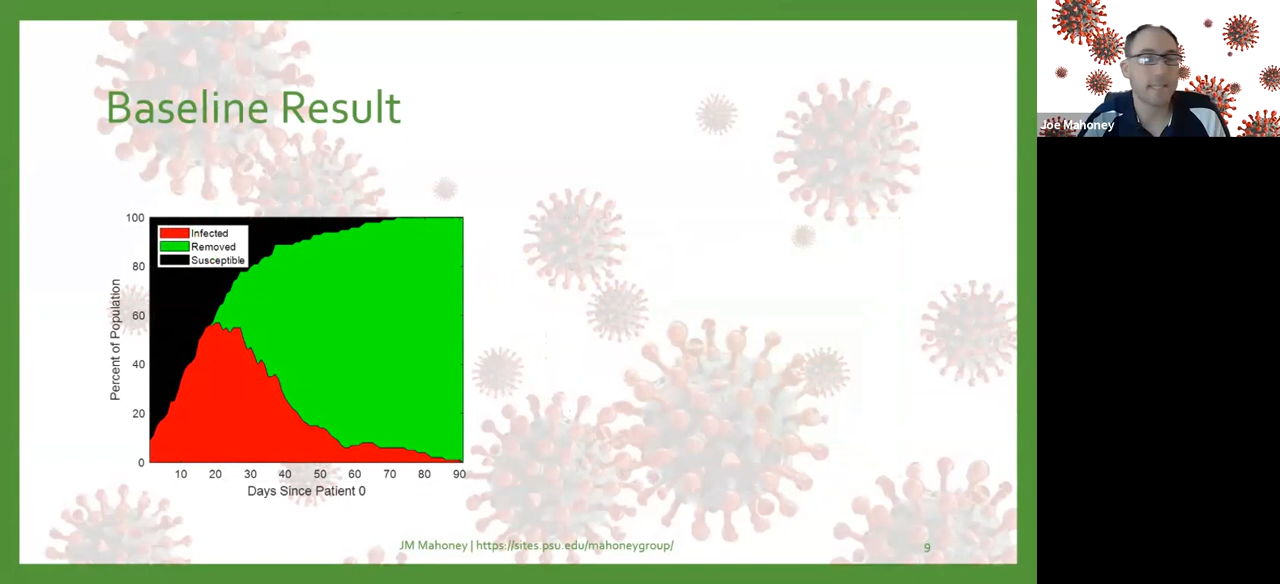 Baseline Result
100
80
60
40
20
0
Percent of Population
Infected
Removed
Susceptible
10 20 30 40 50 60 70 80 90
Days Since Patient 0
JM Mahoney | https://sites.psu.edu/mahoneygroup/
9
Joe Mahoney